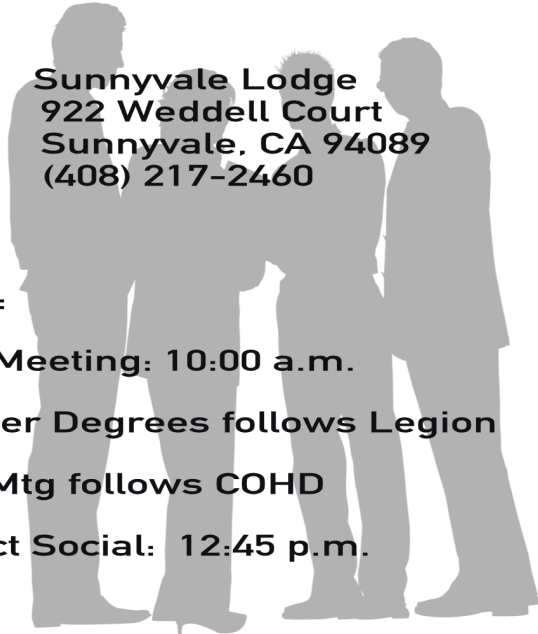 Sunnyvale Lodge
922 Weddell Court
Sunnyvale, CA 94089
(408) 217-2460
:
Meeting: 10:00 a.m.
er Degrees follows Legion
Mtg follows COHD
ct Social: 12:45 p.m.